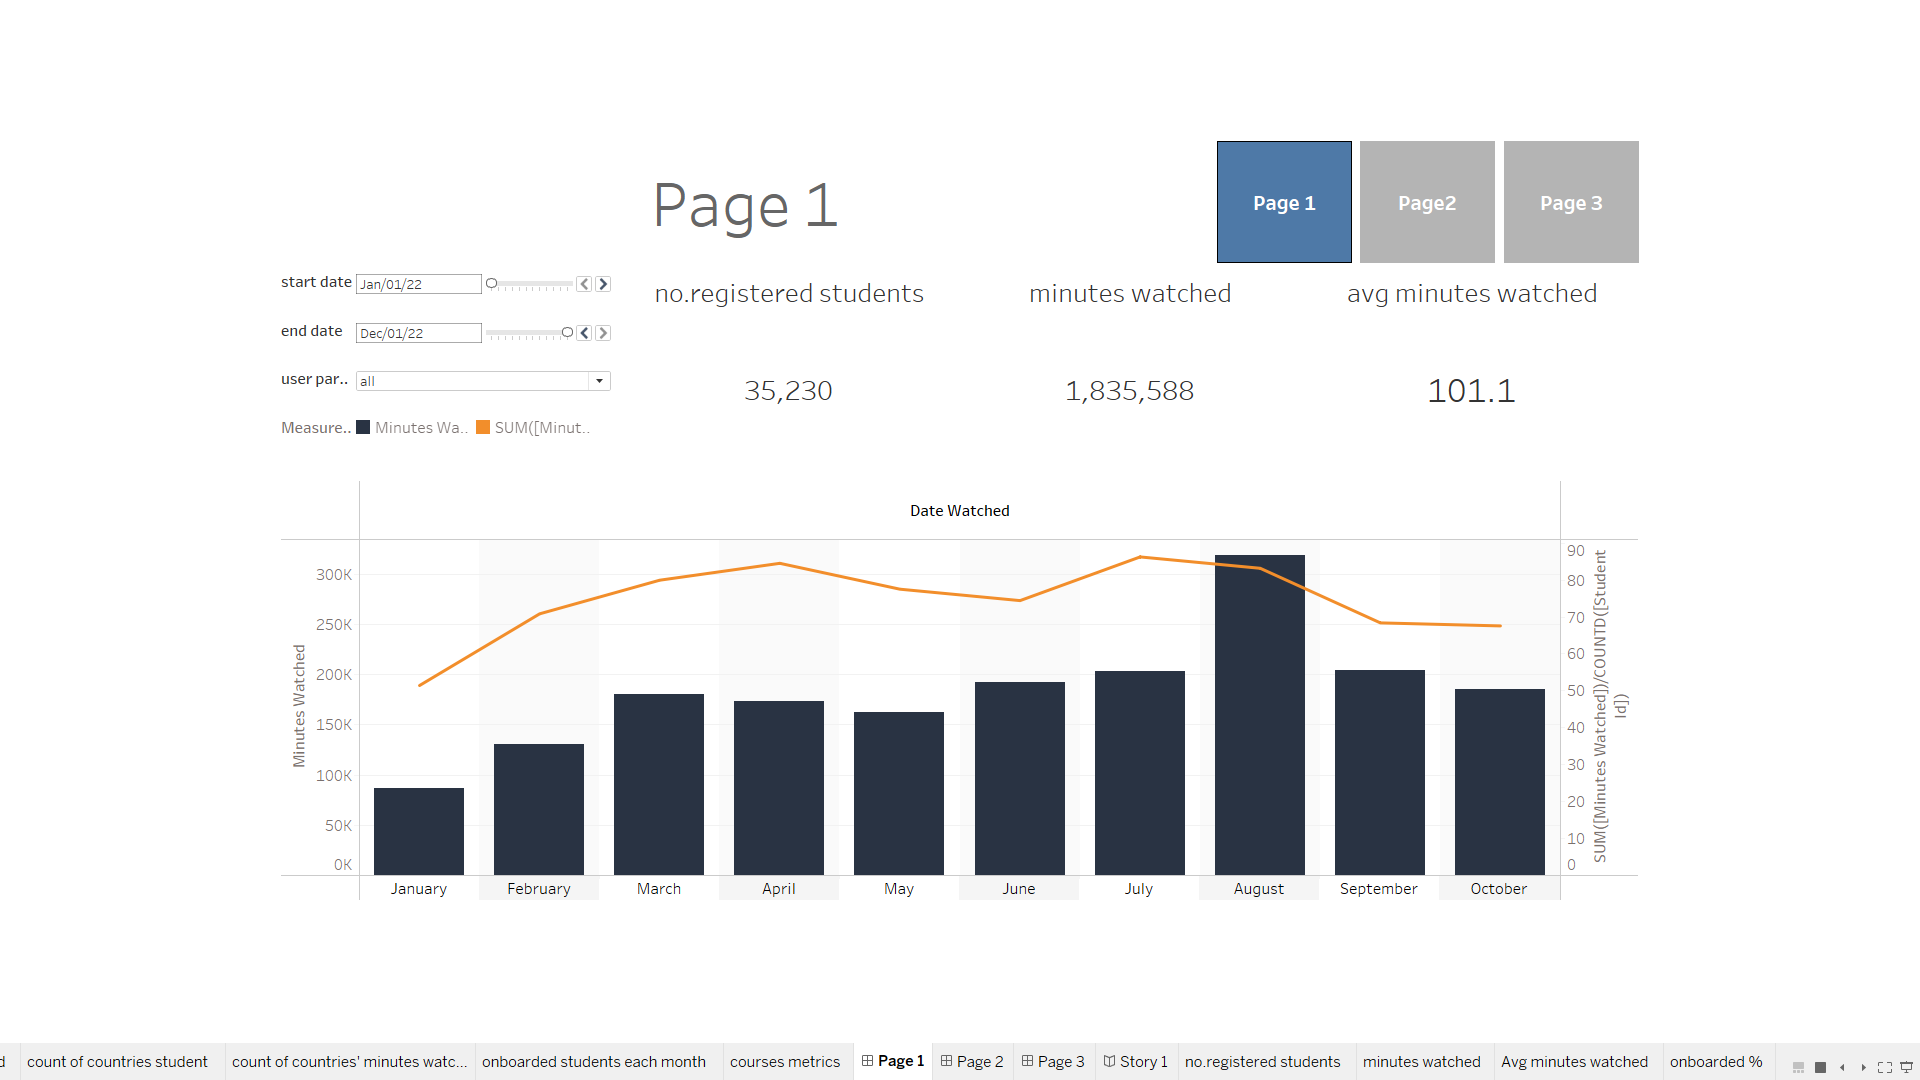 Page 1
Page 1
Page2
Page 3
start date Jan/01/22
end date Dec/01/22
user par.. all
Measure.. Minutes Wa.. SUM([Minut..
no.registered students
minutes watched
avg minutes watched
35,230
1,835,588
101.1
Date Watched
Minutes Watched
300K
250K
200K
150K
100K
50K
0K
90
80
70
60
50
40
30
20
10
0
SUM([Minutes Watched])/COUNTD([Student
Id])
January February March April May June July August September October
d count of countries student count of countries' minutes watc... onboarded students each month courses metrics Page 1 Page 2 Page 3 Story 1 no.registered students minutes watched Avg minutes watched onboarded %